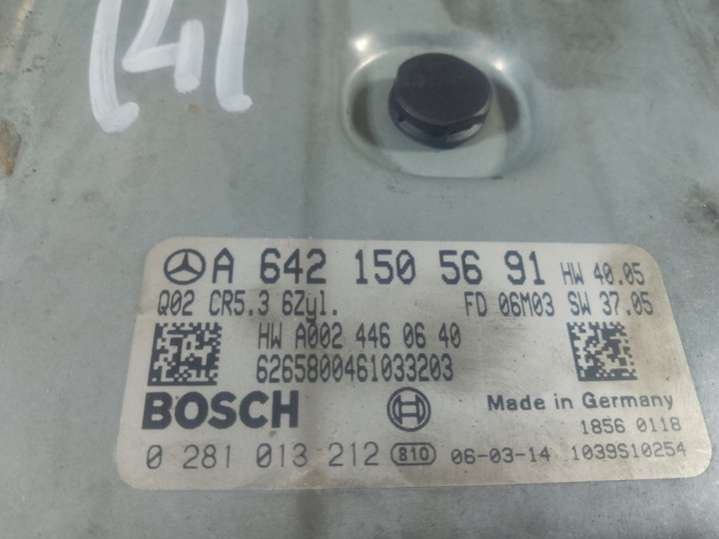 141
A 642 150 56 91 HW 40.05
Q02 CR5.3 6Zyl. FD 06M03 SW 37.05
HW A002 446 06 40
6265800461033203
BOSCH Made in Germany
1856 0118
0 281 013 212 810 06-03-14 1039S10254